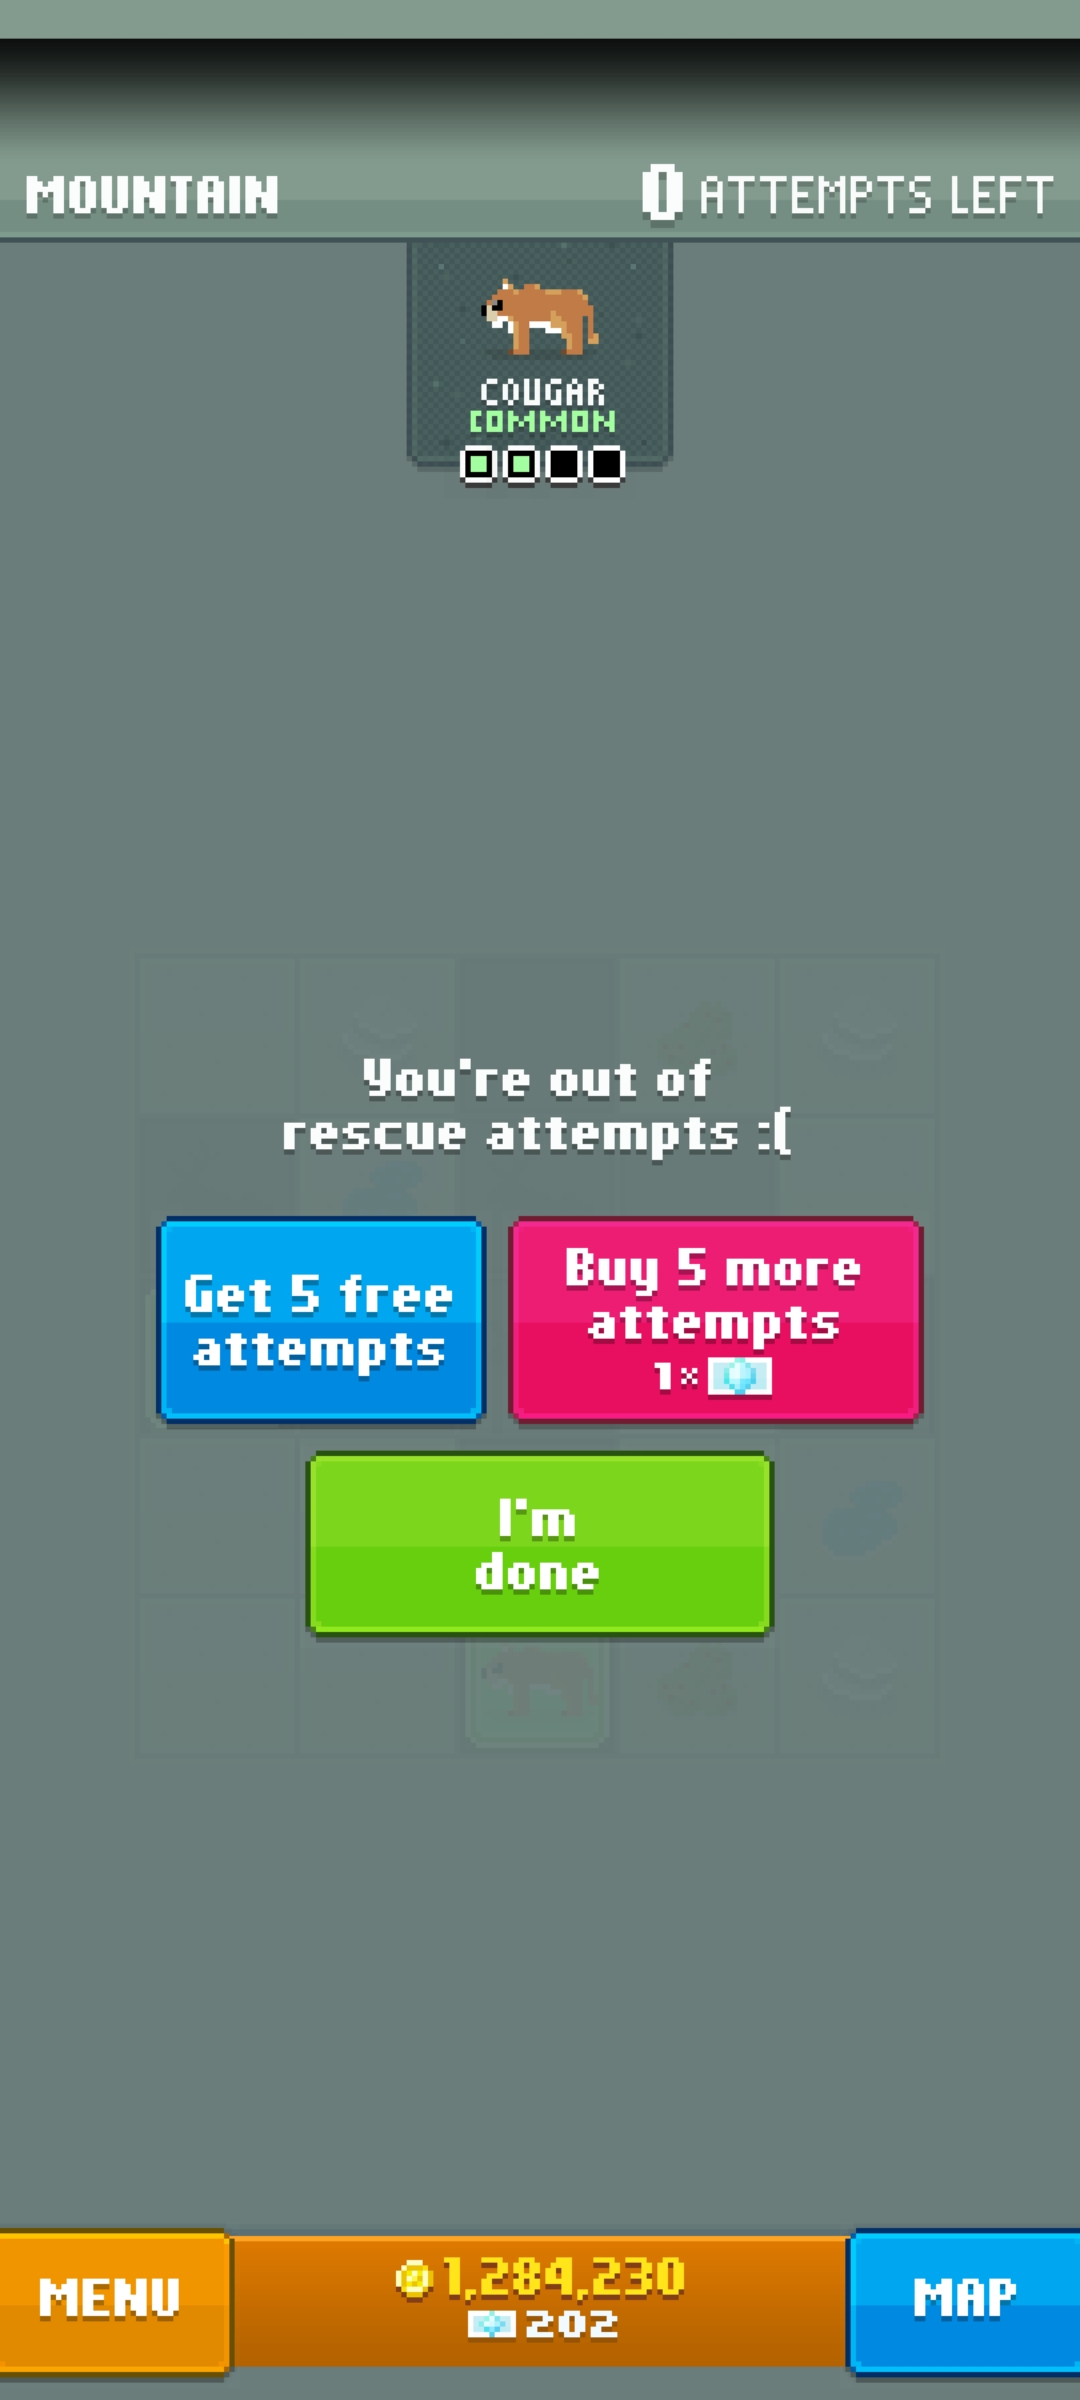 MOUNTAIN
0 ATTEMPTS LEFT
COUGAR
COMMON
You're out of
rescue attempts :(
Get 5 free
attempts
Buy 5 more
attempts
1×
I'm
done
MENU
1,284,230
202
MAP